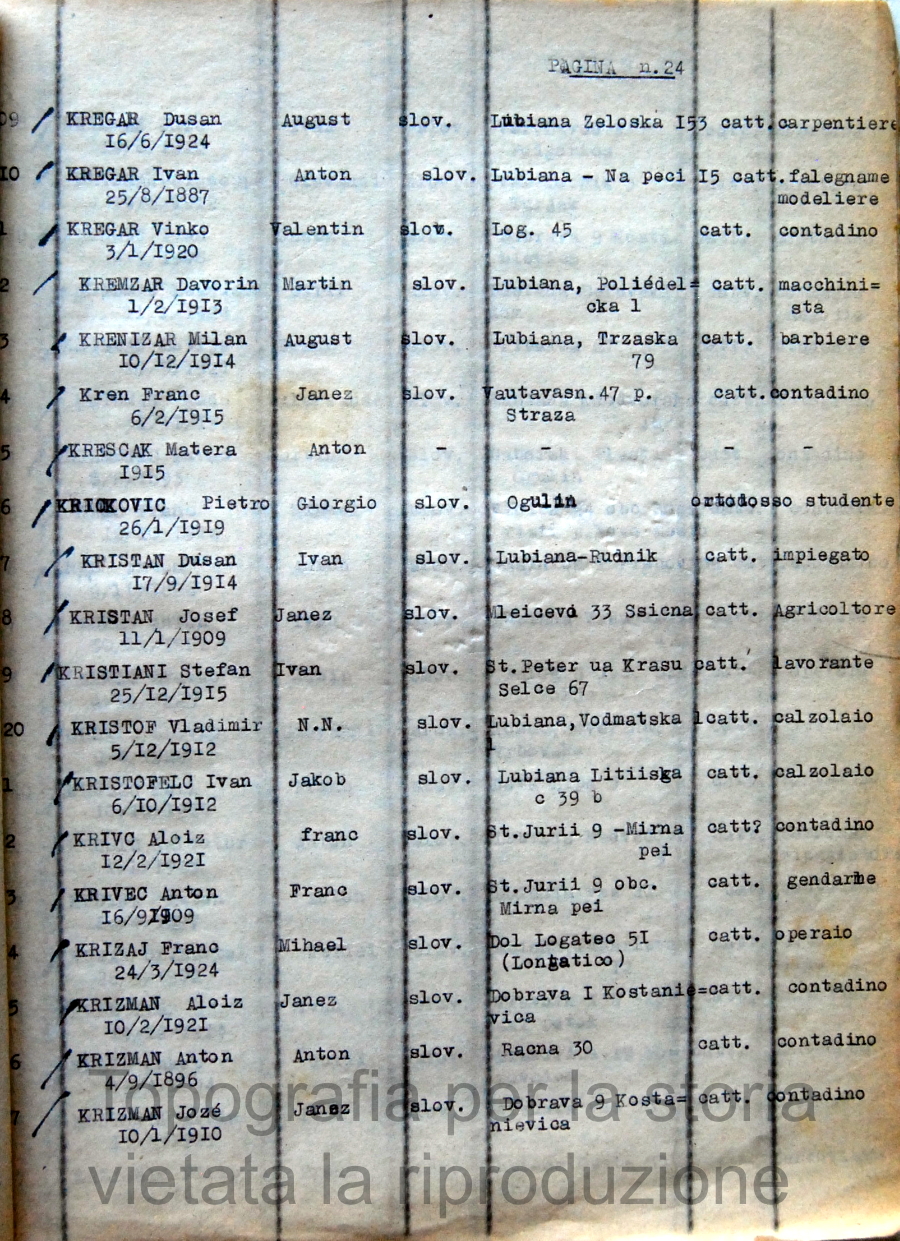 PAGINA n.24
09 KREGAR Dusan August slov. Lubiana Zeloska I53 catt. carpentiere
16/6/1924
10 KREGAR Ivan Anton slov. Lubiana - Na peci I5 catt. falegname
25/8/1887 modeliere
1 KREGAR Vinko Valentin slov. Log. 45 catt. contadino
3/1/1920
2 KREMZAR Davorin Martin slov. Lubiana, Poliédel= catt. macchini=
1/2/1913 cka 1 sta
3 KRENIZAR Milan August slov. Lubiana, Trzaska catt. barbiere
10/12/1914 79
4 Kren Franc Janez slov. Vautavasn.47 p. catt. contadino
6/2/1915 Straza
5 KRESCAK Matera Anton - - - -
1915
6 KRICKOVIC Pietro Giorgio slov. Ogulin ortodosso studente
26/1/1919
7 KRISTAN Dusan Ivan slov. Lubiana-Rudnik catt. impiegato
17/9/1914
8 KRISTAN Josef Janez slov. Mleicevá 33 Ssicna catt. Agricoltore
11/1/1909
9 KRISTIANI Stefan Ivan slov. St.Peter ua Krasu catt. lavorante
25/12/1915 Selce 67
20 KRISTOF Vladimir N.N. slov. Lubiana,Vodmatska 1 catt. calzolaio
5/12/1912 1
1 KRISTOFELC Ivan Jakob slov. Lubiana Litiiska catt. calzolaio
6/10/1912 c 39 b
2 KRIVC Aloiz franc slov. St.Jurii 9 -Mirna catt? contadino
12/2/1921 pei
3 KRIVEC Anton Franc slov. St.Jurii 9 obc. catt. gendarme
16/9/1909 Mirna pei
4 KRIZAJ Franc Mihael slov. Dol Logatec 5I catt. operaio
24/3/1924 (Longatico)
5 KRIZMAN Aloiz Janez slov. Dobrava I Kostanie= catt. contadino
10/2/1921 vica
6 KRIZMAN Anton Anton slov. Racna 30 catt. contadino
4/9/1896
7 KRIZMAN Jozé Janez slov. Dobrava 9 Kosta= catt. contadino
10/1/1910 nievica
Topografia per la storia
vietata la riproduzione